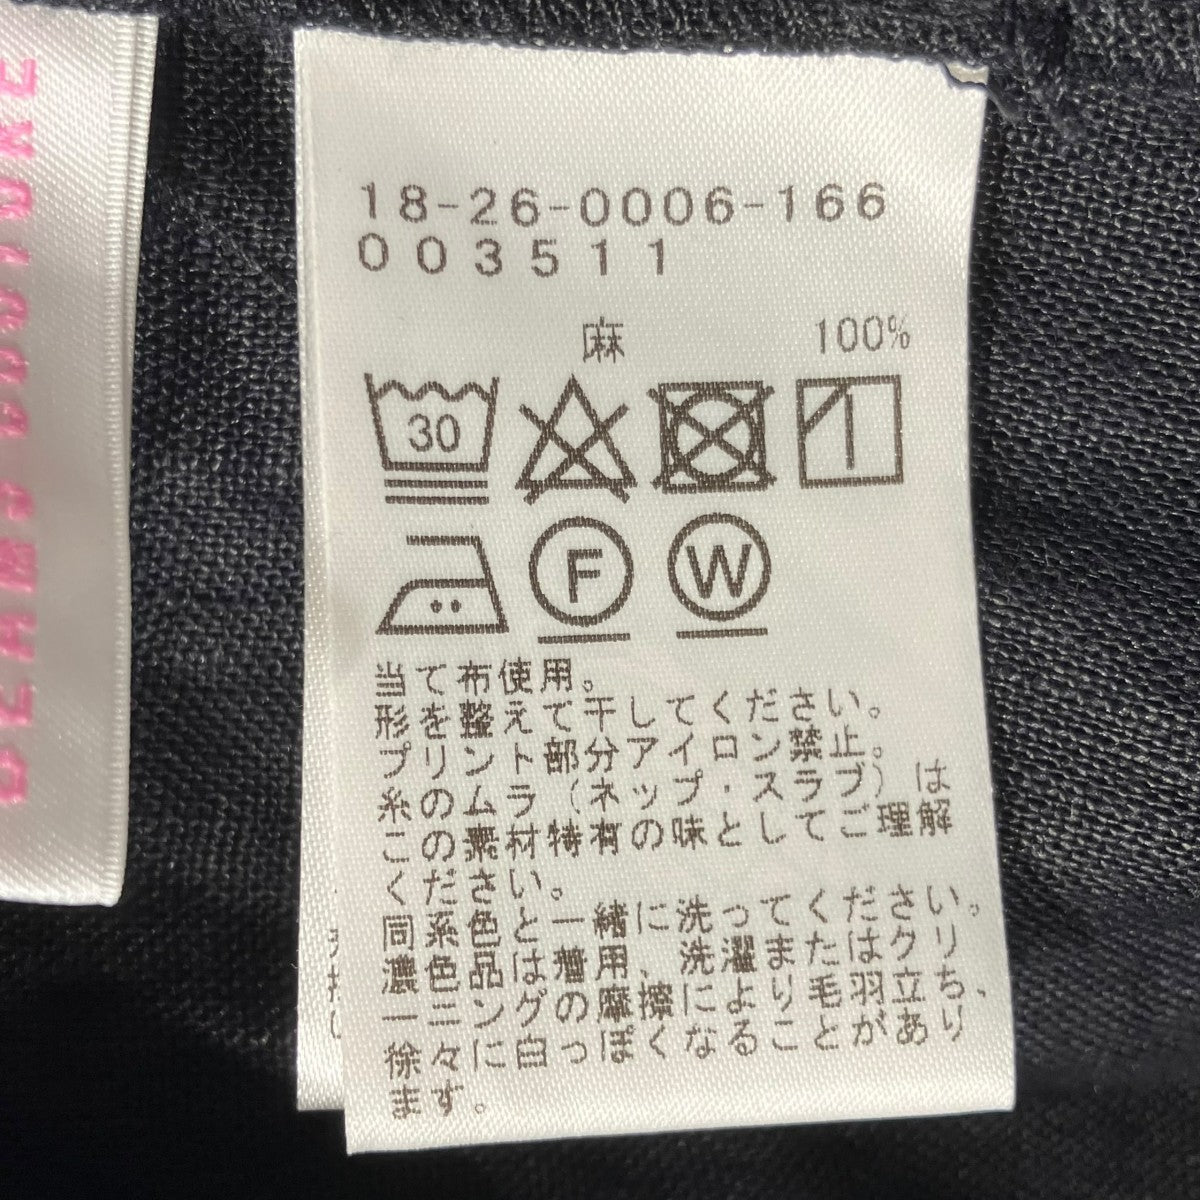 18-26-0006-166
003511
麻 100%
30
F W
当て布使用。
形を整えて干してください。
プリント部分アイロン禁止。
糸のムラ（ネップ・スラブ）は
この素材特有の味としてご理解
ください。
同系色と一緒に洗ってください。
濃色品は着用、洗濯またはクリ
ーニングの摩擦により毛羽立ち、
徐々に白っぽくなることがあり
ます。